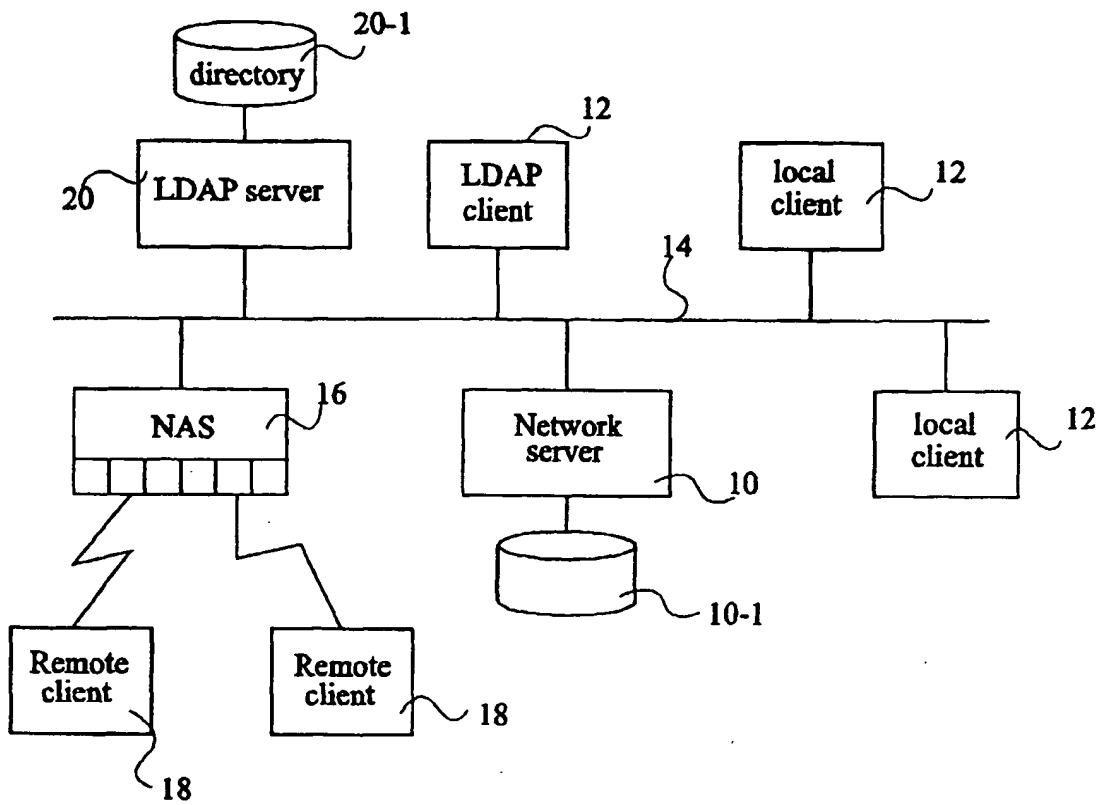 20-1
directory
12
20
LDAP server
LDAP
client
local
client
12
14
16
NAS
Network
server
10
local
client
12
10-1
Remote
client
18
Remote
client
18